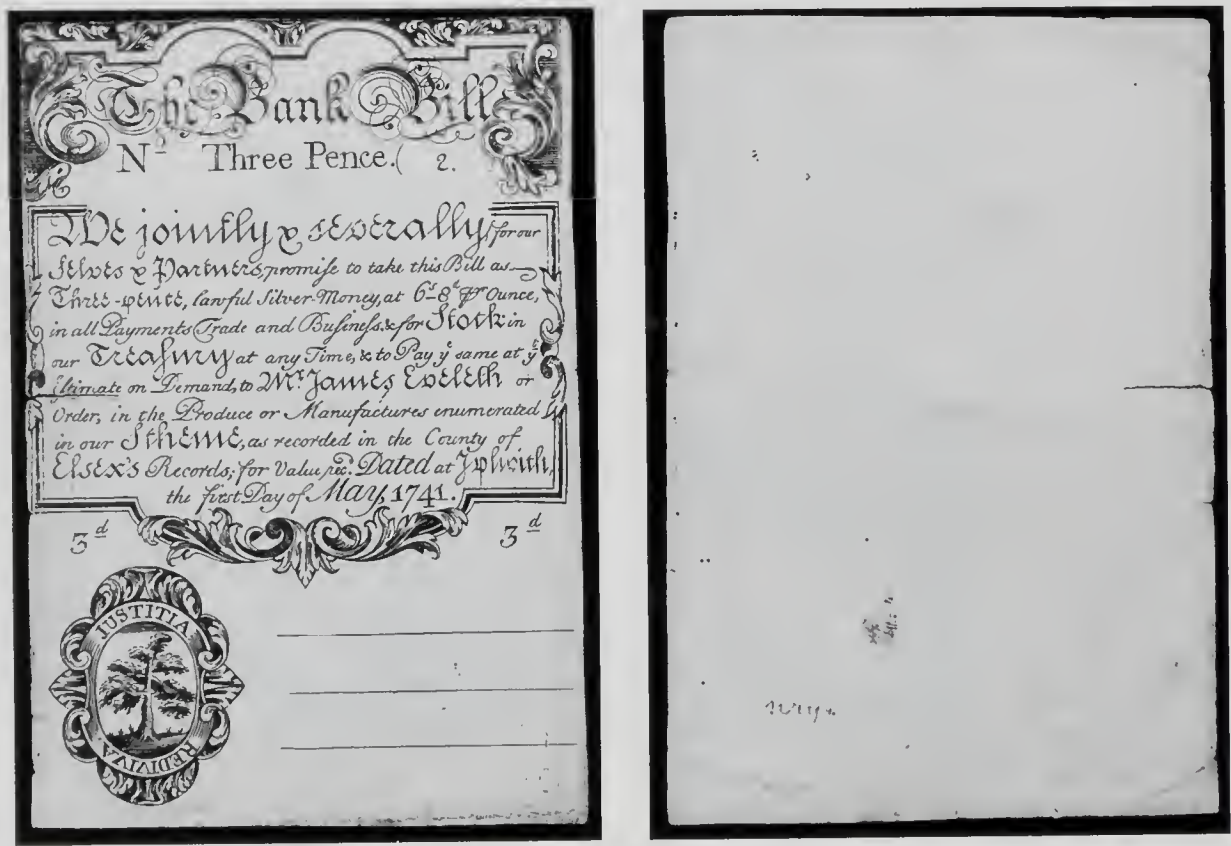 The Bank Bill
Nº Three Pence.( 2.
We jointly & severally, for our
selves & Partners, promise to take this Bill as
Three-pence, lawful Silver-Money, at 6s 8d ⅌r Ounce,
in all Payments Trade and Business & for Stock in
our Treasury at any Time, & to Pay ye same at ye
Estimate on Demand, to Mr James Eveleth or
Order, in the Produce or Manufactures enumerated
in our Scheme, as recorded in the County of
Essex's Records; for Value rec. Dated at Ipswich,
the first Day of May, 1741.
3 d 3 d
JUSTITIA
REDIVIVA